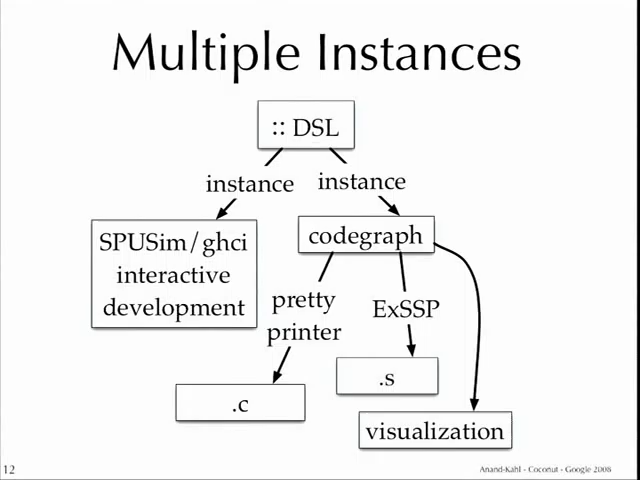 Multiple Instances
:: DSL
instance instance
SPUSim/ghci
interactive
development
codegraph
pretty
printer
ExSSP
.s
.c
visualization
12
Anand-Kahl - Coconut - Google 2008